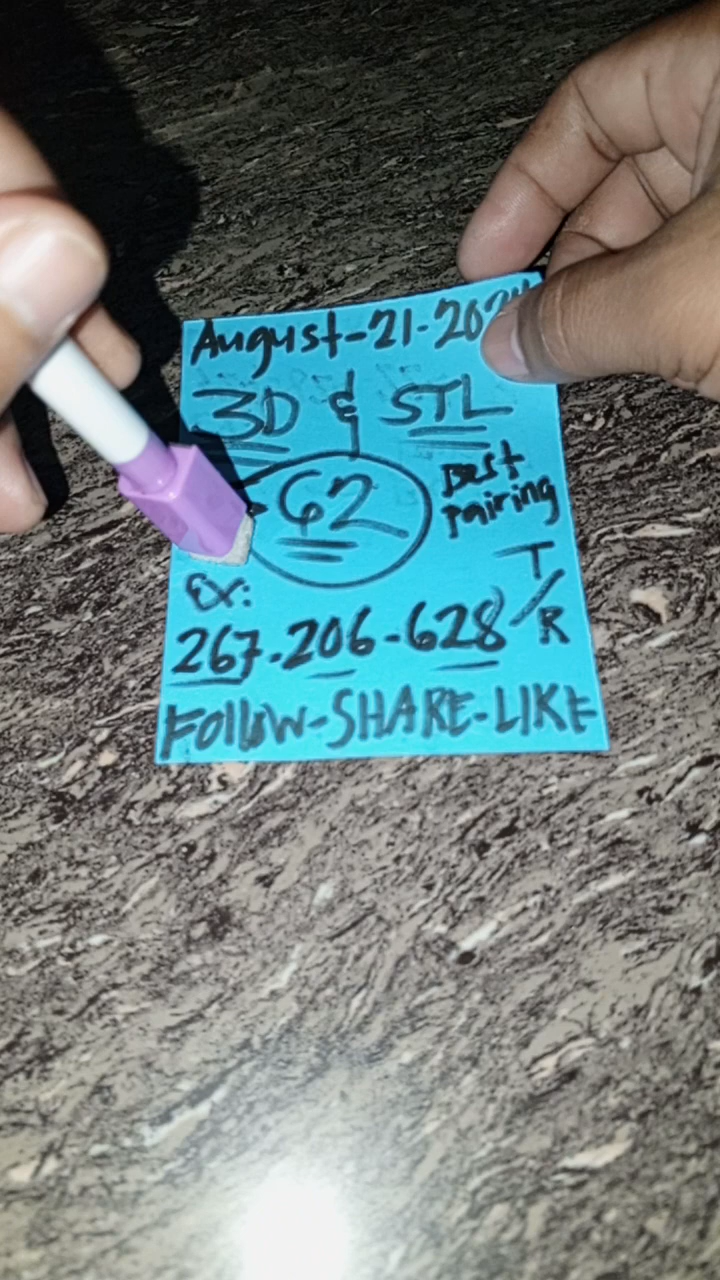 August-21-2024
3D & STL
62
Best
pairing
Ex:
T/R
267.206-628
FOllOW-SHARE-LIKE